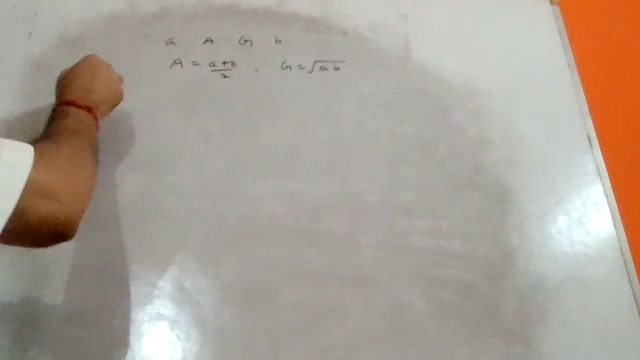 a A G b
A = a+b/2 , G = √ab